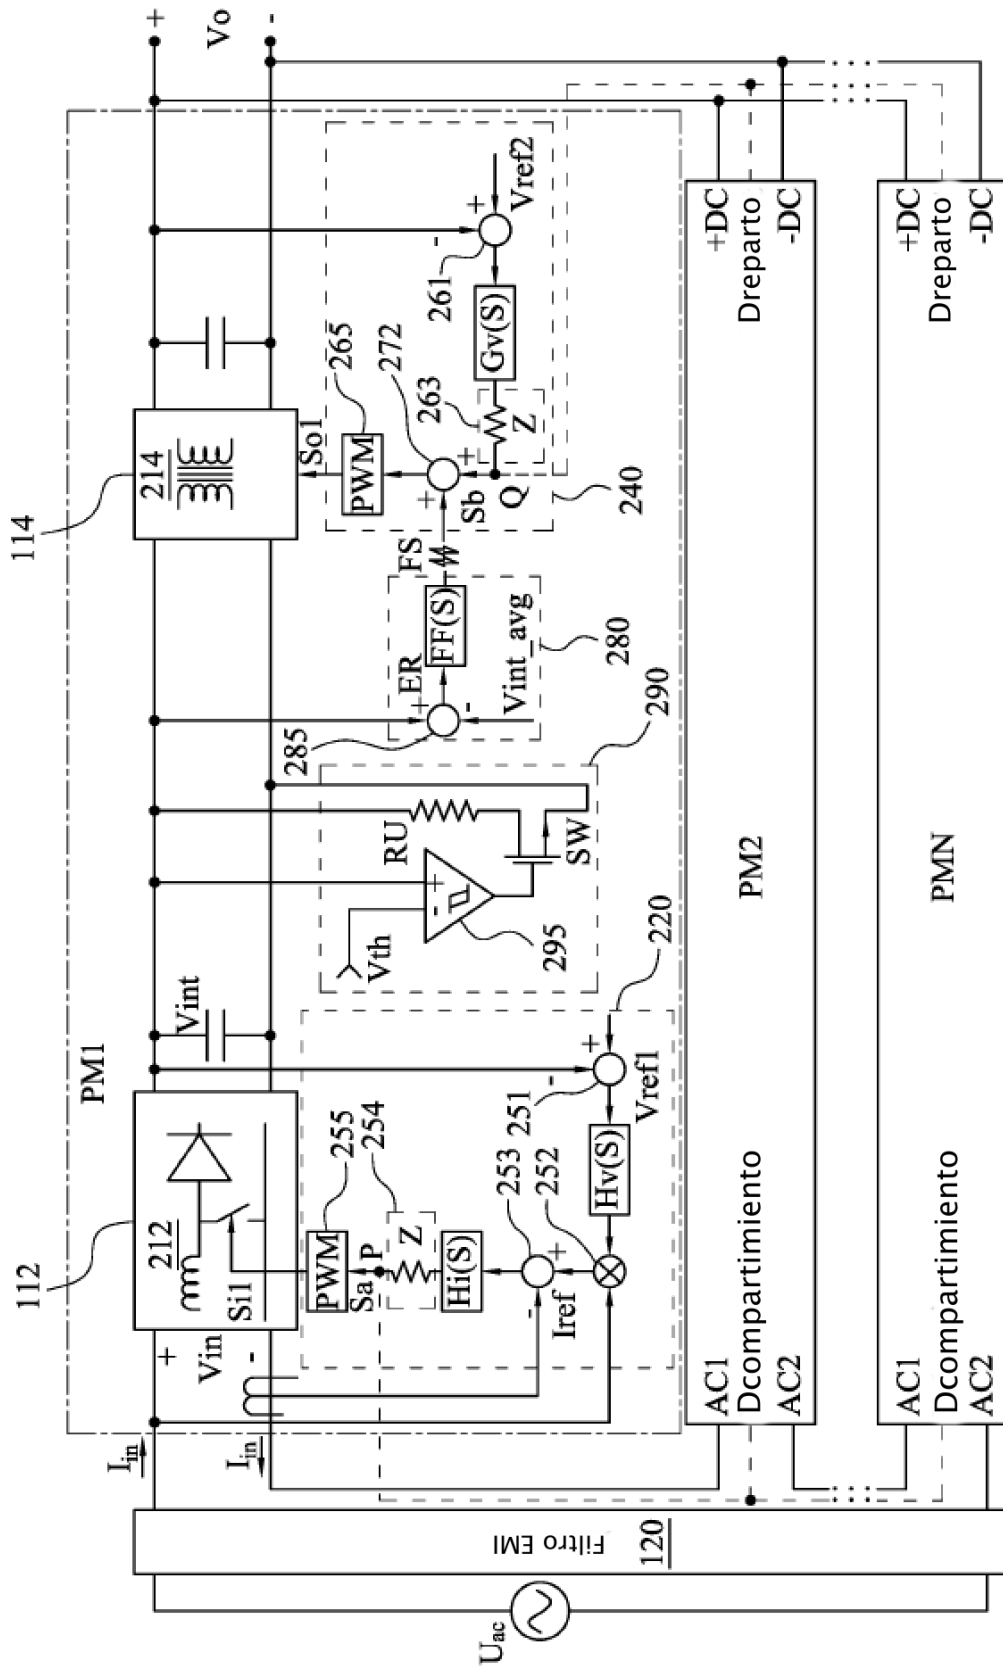 Uac
Filtro EMI
120
Iin
Iin
PM1
112
+
Vin
-
212
Si1
Vint
114
214
So1
+
Vo
-
220
PWM
255
Sa
P
Z
254
Hi(S)
253
-
+
Iref
252
Hv(S)
251
-
+
Vref1
290
Vth
-
+
295
RU
SW
280
285
+
-
ER
FF(S)
Vint_avg
FS
240
PWM
265
272
+
+
Sb
Q
263
Z
Gv(S)
261
-
+
Vref2
AC1
Dcompartimiento
AC2
PM2
+DC
Dreparto
-DC
AC1
Dcompartimiento
AC2
PMN
+DC
Dreparto
-DC